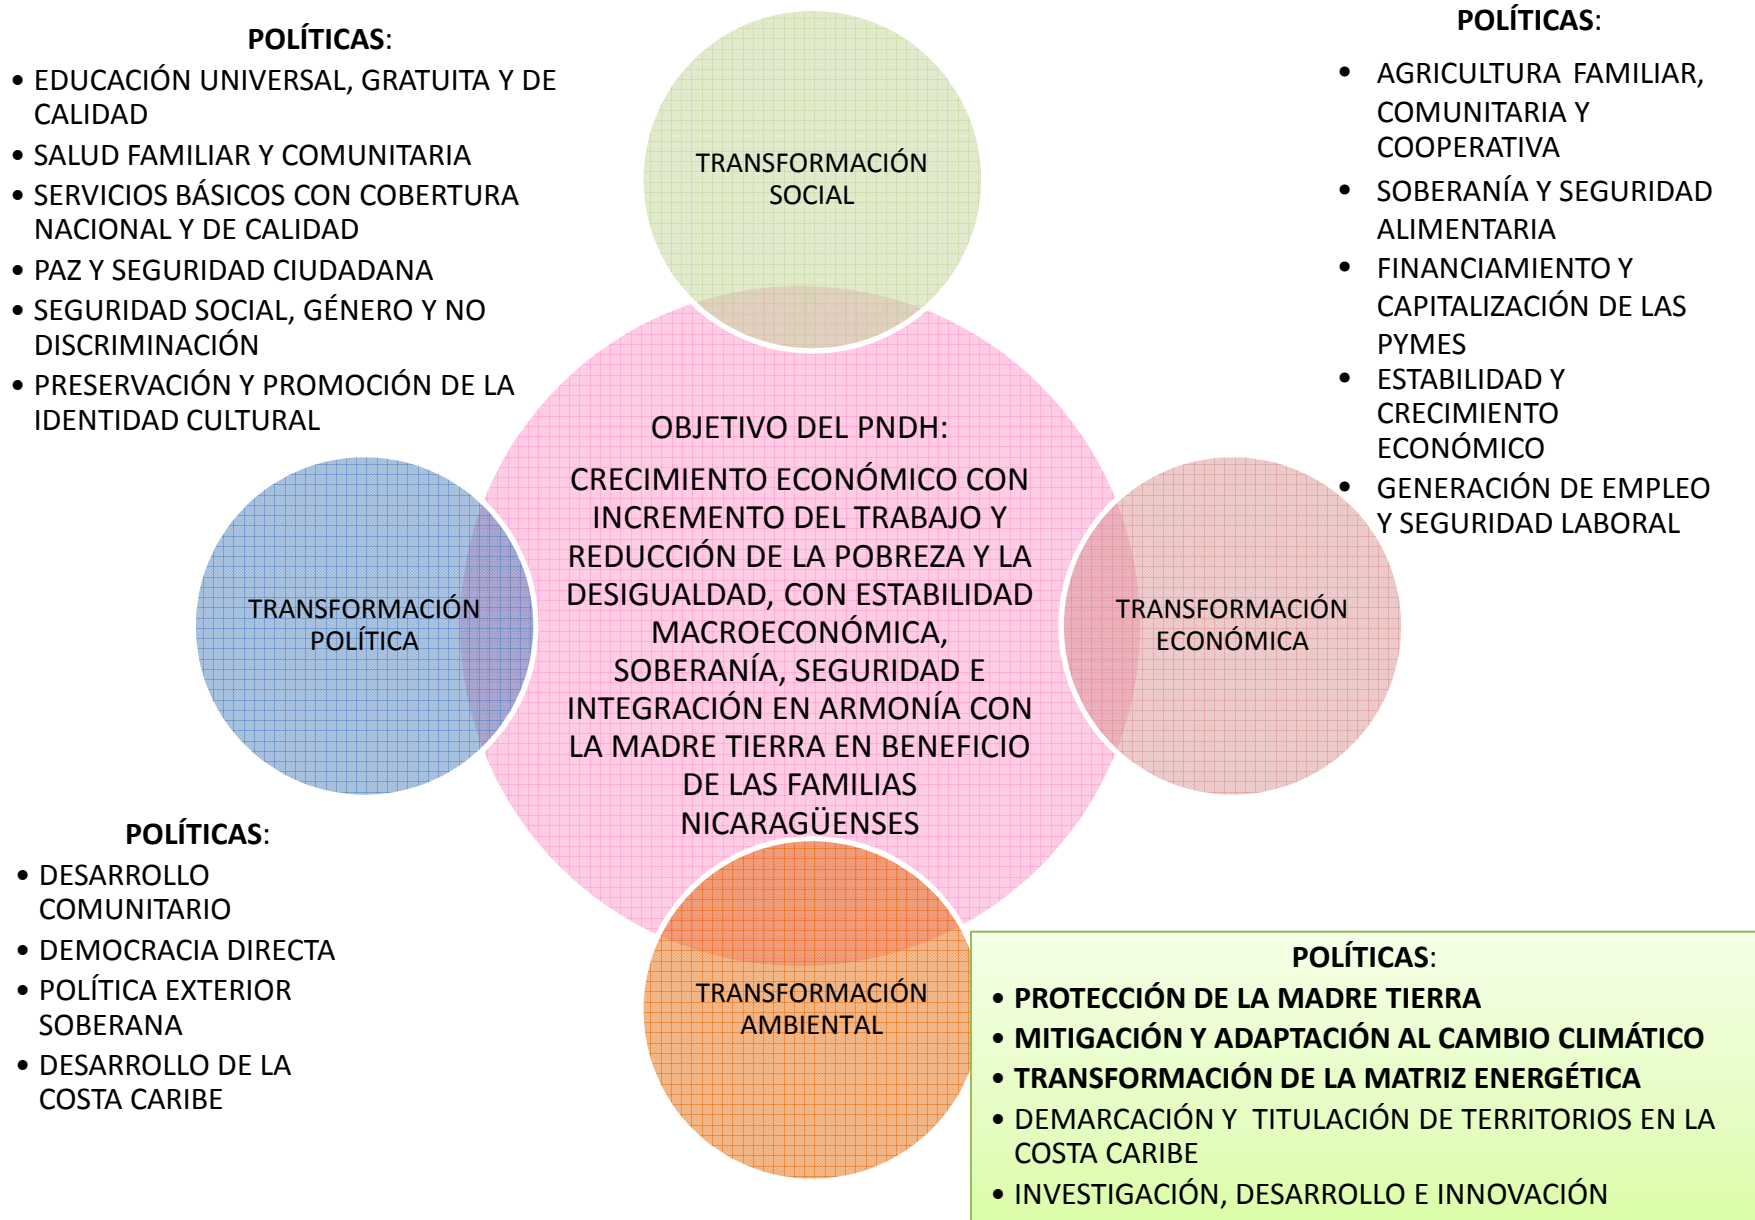 POLÍTICAS:
• EDUCACIÓN UNIVERSAL, GRATUITA Y DE
CALIDAD
• SALUD FAMILIAR Y COMUNITARIA
• SERVICIOS BÁSICOS CON COBERTURA
NACIONAL Y DE CALIDAD
• PAZ Y SEGURIDAD CIUDADANA
• SEGURIDAD SOCIAL, GÉNERO Y NO
DISCRIMINACIÓN
• PRESERVACIÓN Y PROMOCIÓN DE LA
IDENTIDAD CULTURAL
TRANSFORMACIÓN
SOCIAL
POLÍTICAS:
• AGRICULTURA FAMILIAR,
COMUNITARIA Y
COOPERATIVA
• SOBERANÍA Y SEGURIDAD
ALIMENTARIA
• FINANCIAMIENTO Y
CAPITALIZACIÓN DE LAS
PYMES
• ESTABILIDAD Y
CRECIMIENTO
ECONÓMICO
• GENERACIÓN DE EMPLEO
Y SEGURIDAD LABORAL
OBJETIVO DEL PNDH:
CRECIMIENTO ECONÓMICO CON
INCREMENTO DEL TRABAJO Y
REDUCCIÓN DE LA POBREZA Y LA
DESIGUALDAD, CON ESTABILIDAD
MACROECONÓMICA,
SOBERANÍA, SEGURIDAD E
INTEGRACIÓN EN ARMONÍA CON
LA MADRE TIERRA EN BENEFICIO
DE LAS FAMILIAS
NICARAGÜENSES
TRANSFORMACIÓN
POLÍTICA
TRANSFORMACIÓN
ECONÓMICA
POLÍTICAS:
• DESARROLLO
COMUNITARIO
• DEMOCRACIA DIRECTA
• POLÍTICA EXTERIOR
SOBERANA
• DESARROLLO DE LA
COSTA CARIBE
TRANSFORMACIÓN
AMBIENTAL
POLÍTICAS:
• PROTECCIÓN DE LA MADRE TIERRA
• MITIGACIÓN Y ADAPTACIÓN AL CAMBIO CLIMÁTICO
• TRANSFORMACIÓN DE LA MATRIZ ENERGÉTICA
• DEMARCACIÓN Y TITULACIÓN DE TERRITORIOS EN LA
COSTA CARIBE
• INVESTIGACIÓN, DESARROLLO E INNOVACIÓN